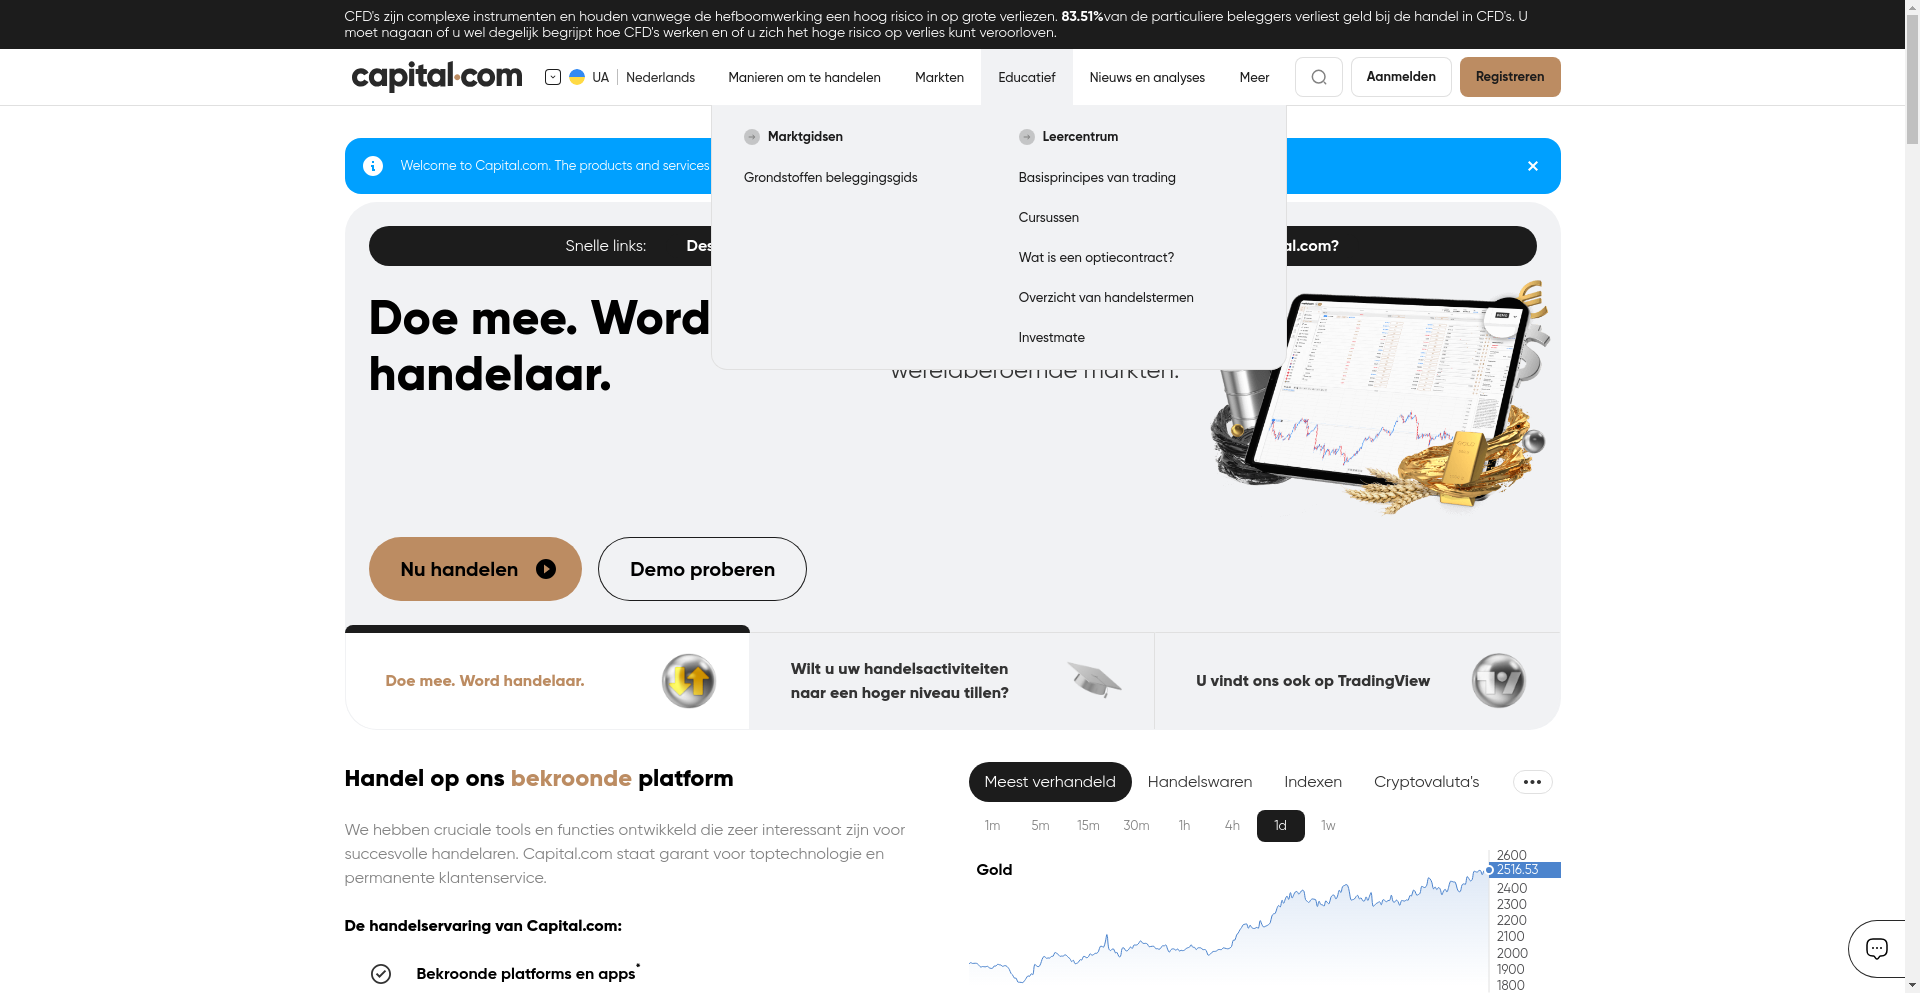 CFD's zijn complexe instrumenten en houden vanwege de hefboomwerking een hoog risico in op grote verliezen. 83.51%van de particuliere beleggers verliest geld bij de handel in CFD's. U
moet nagaan of u wel degelijk begrijpt hoe CFD's werken en of u zich het hoge risico op verlies kunt veroorloven.
capital.com
UA
Nederlands
Manieren om te handelen
Markten
Educatief
Nieuws en analyses
Meer
Aanmelden
Registreren
Marktgidsen
Grondstoffen beleggingsgids
Leercentrum
Basisprincipes van trading
Cursussen
Wat is een optiecontract?
Overzicht van handelstermen
Investmate
Welcome to Capital.com. The products and services
Snelle links:
Des
al.com?
Doe mee. Word
handelaar.
wereldberoemde markten.
Nu handelen
Demo proberen
Doe mee. Word handelaar.
Wilt u uw handelsactiviteiten
naar een hoger niveau tillen?
U vindt ons ook op TradingView
Handel op ons bekroonde platform
We hebben cruciale tools en functies ontwikkeld die zeer interessant zijn voor
succesvolle handelaren. Capital.com staat garant voor toptechnologie en
permanente klantenservice.
De handelservaring van Capital.com:
Bekroonde platforms en apps*
Meest verhandeld
Handelswaren
Indexen
Cryptovaluta's
1m
5m
15m
30m
1h
4h
1d
1w
Gold
2600
2516.53
2400
2300
2200
2100
2000
1900
1800